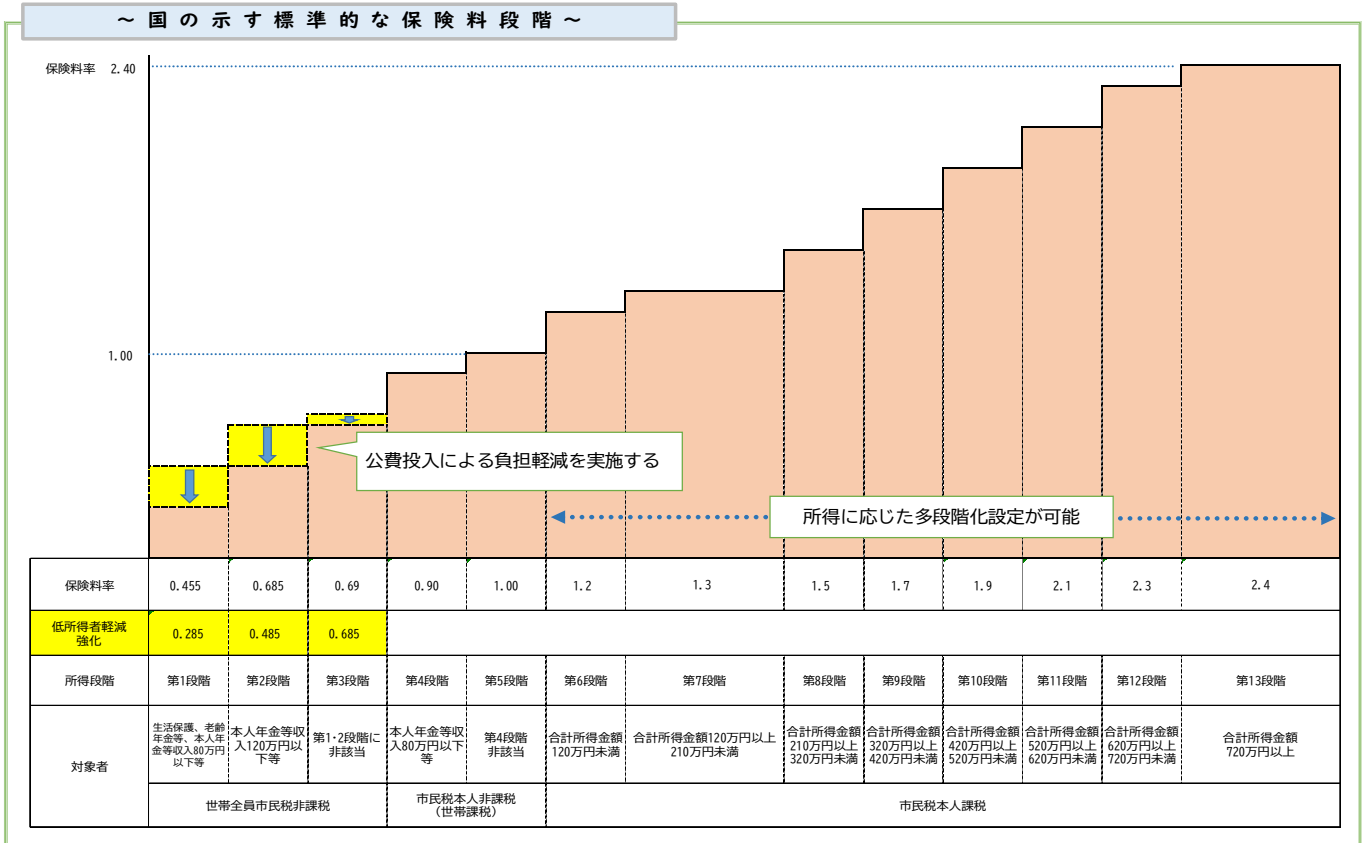 ～国の示す標準的な保険料段階～
保険料率 2.40
1.00
公費投入による負担軽減を実施する
所得に応じた多段階化設定が可能
保険料率 0.455 0.685 0.69 0.90 1.00 1.2 1.3 1.5 1.7 1.9 2.1 2.3 2.4
低所得者軽減
強化
0.285 0.485 0.685
所得段階 第1段階 第2段階 第3段階 第4段階 第5段階 第6段階 第7段階 第8段階 第9段階 第10段階 第11段階 第12段階 第13段階
対象者
生活保護、老齢
年金等、本人年
金等収入80万円
以下等
本人年金等収
入120万円以
下等
第1・2段階に
非該当
本人年金等収
入80万円以下
等
第4段階
非該当
合計所得金額
120万円未満
合計所得金額120万円以上
210万円未満
合計所得金額
210万円以上
320万円未満
合計所得金額
320万円以上
420万円未満
合計所得金額
420万円以上
520万円未満
合計所得金額
520万円以上
620万円未満
合計所得金額
620万円以上
720万円未満
合計所得金額
720万円以上
世帯全員市民税非課税
市民税本人非課税
（世帯課税）
市民税本人課税